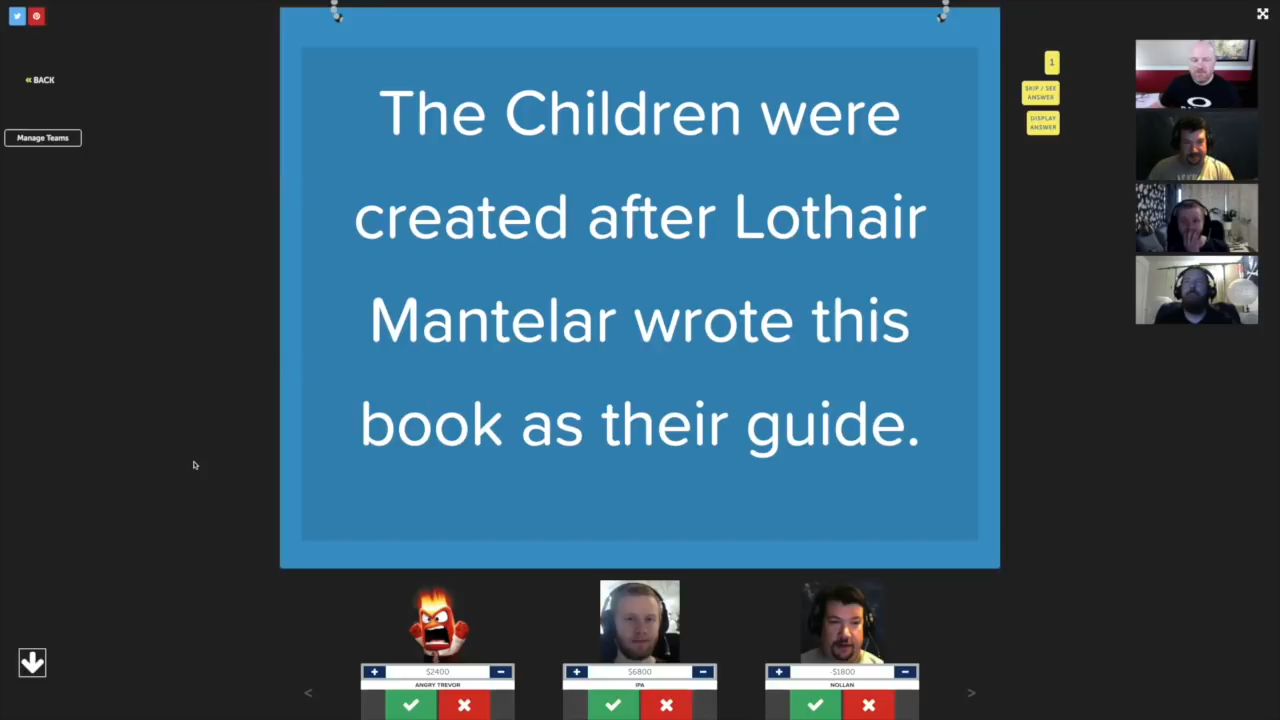 « BACK
Manage Teams
The Children were
created after Lothair
Mantelar wrote this
book as their guide.
1
SKIP / SEE
ANSWER
DISPLAY
ANSWER
$2400
ANGRY TREVOR
$6800
IPA
-$1800
NOLLAN